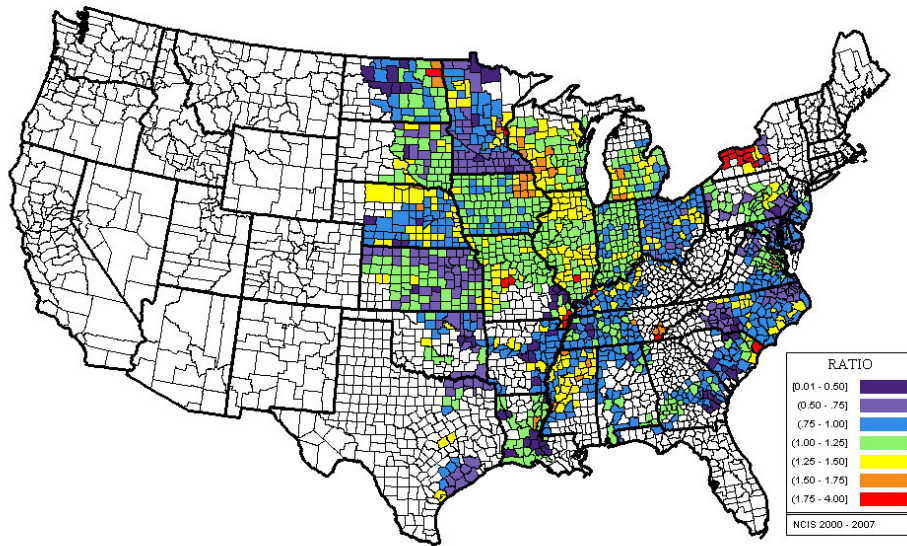 RATIO
[0.01 - 0.50]
(0.50 - .75]
(.75 - 1.00]
(1.00 - 1.25]
(1.25 - 1.50]
(1.50 - 1.75]
(1.75 - 4.00]
NCIS 2000 - 2007